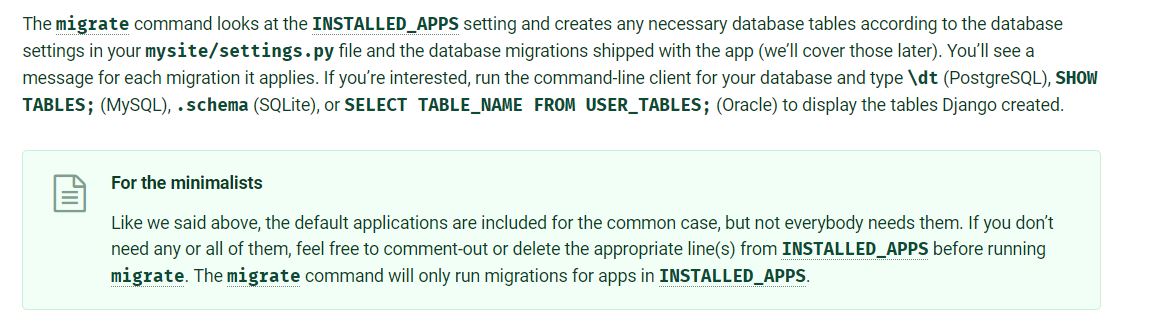 The migrate command looks at the INSTALLED_APPS setting and creates any necessary database tables according to the database
settings in your mysite/settings.py file and the database migrations shipped with the app (we’ll cover those later). You’ll see a
message for each migration it applies. If you’re interested, run the command-line client for your database and type \dt (PostgreSQL), SHOW
TABLES; (MySQL), .schema (SQLite), or SELECT TABLE_NAME FROM USER_TABLES; (Oracle) to display the tables Django created.
For the minimalists
Like we said above, the default applications are included for the common case, but not everybody needs them. If you don’t
need any or all of them, feel free to comment-out or delete the appropriate line(s) from INSTALLED_APPS before running
migrate. The migrate command will only run migrations for apps in INSTALLED_APPS.